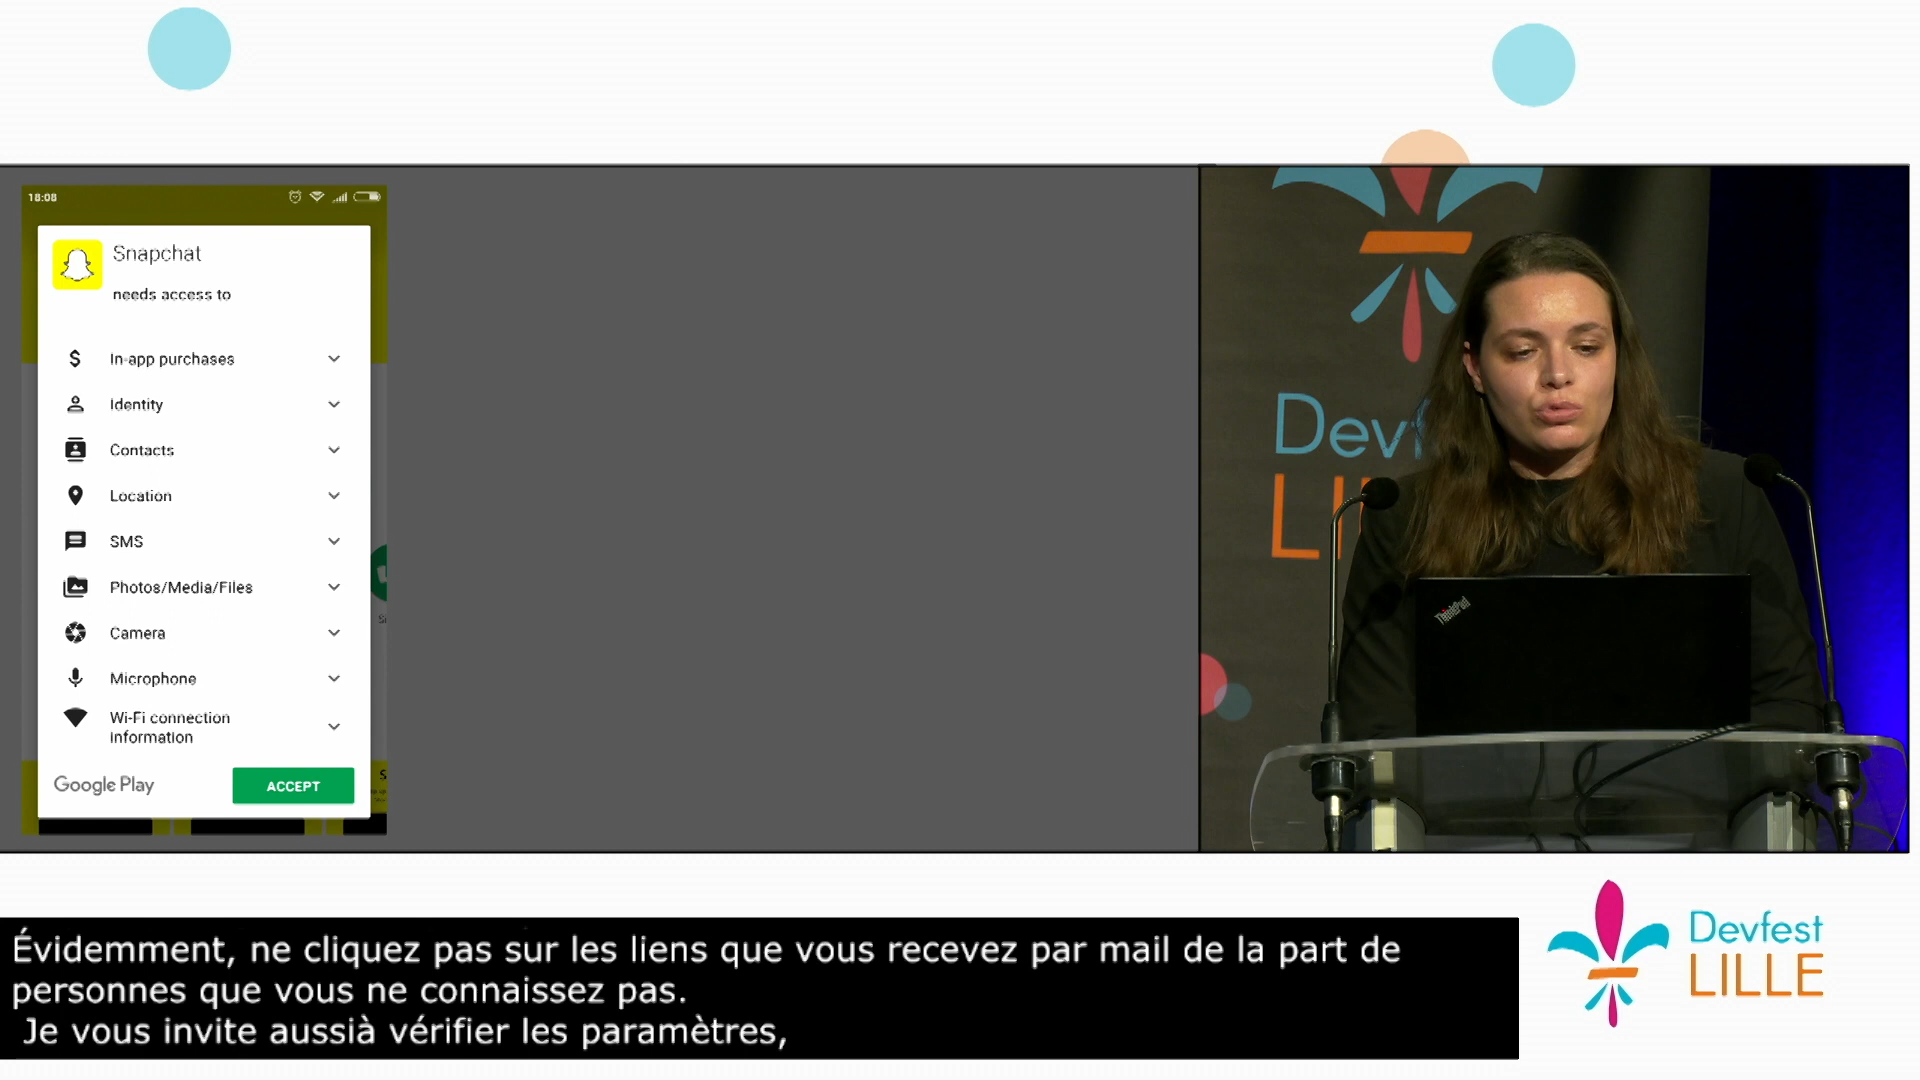 18:08
Snapchat
needs access to
In-app purchases
Identity
Contacts
Location
SMS
Photos/Media/Files
Camera
Microphone
Wi-Fi connection
information
Google Play
ACCEPT
Devf
LI
ThinkPad
Évidemment, ne cliquez pas sur les liens que vous recevez par mail de la part de
personnes que vous ne connaissez pas.
Je vous invite aussià vérifier les paramètres,
Devfest
LILLE